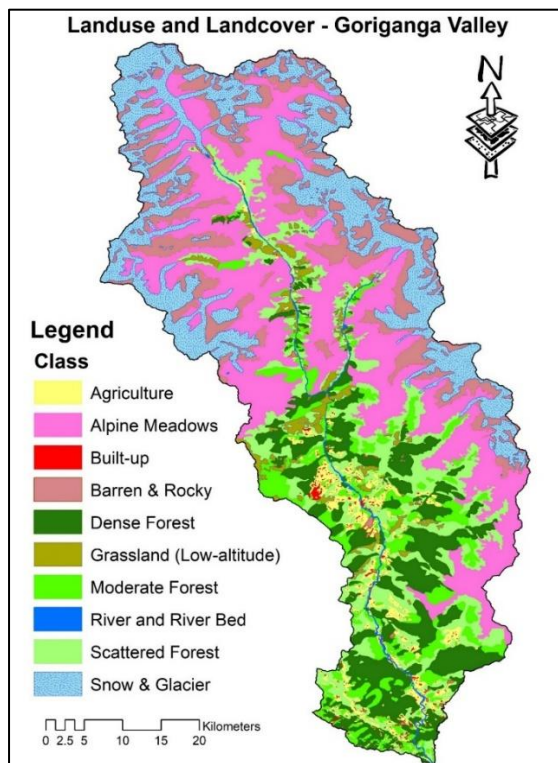 Landuse and Landcover - Goriganga Valley
N
Legend
Class
Agriculture
Alpine Meadows
Built-up
Barren & Rocky
Dense Forest
Grassland (Low-altitude)
Moderate Forest
River and River Bed
Scattered Forest
Snow & Glacier
Kilometers
0 2.5 5 10 15 20